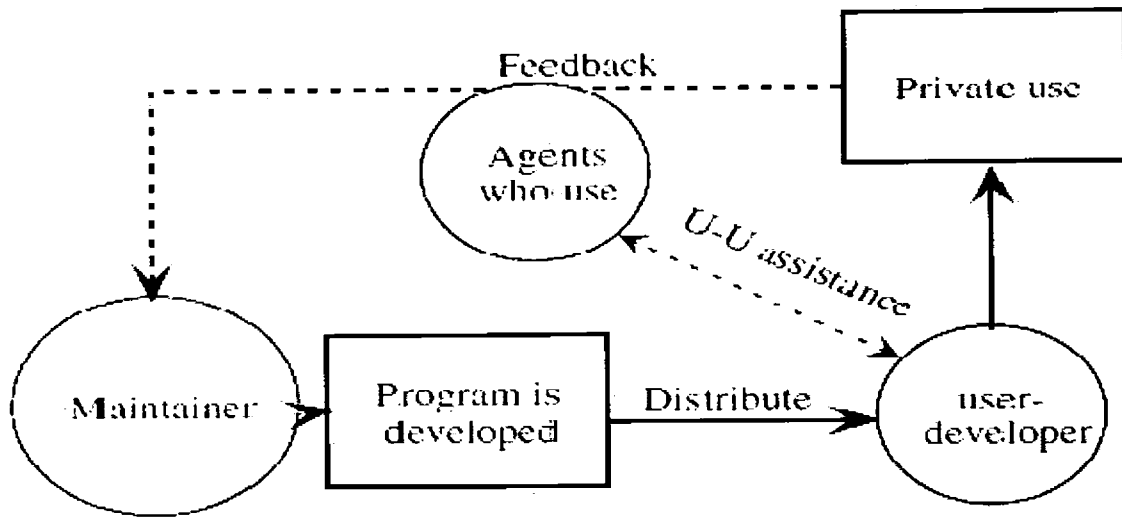 Feedback
Private use
Agents
who use
U-U assistance
Maintainer
Program is
developed
Distribute
user-
developer